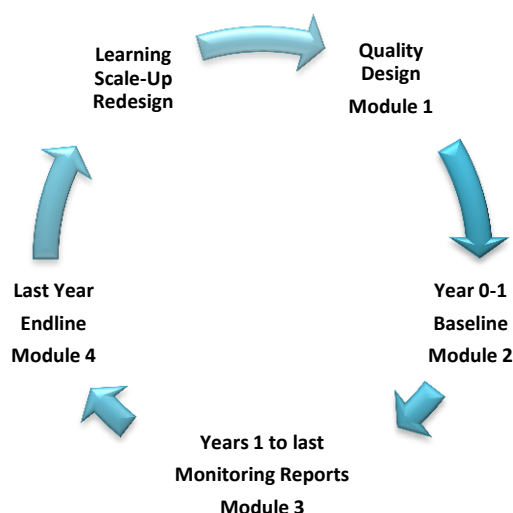 Learning
Scale-Up
Redesign
Quality
Design
Module 1
Year 0-1
Baseline
Module 2
Years 1 to last
Monitoring Reports
Module 3
Last Year
Endline
Module 4